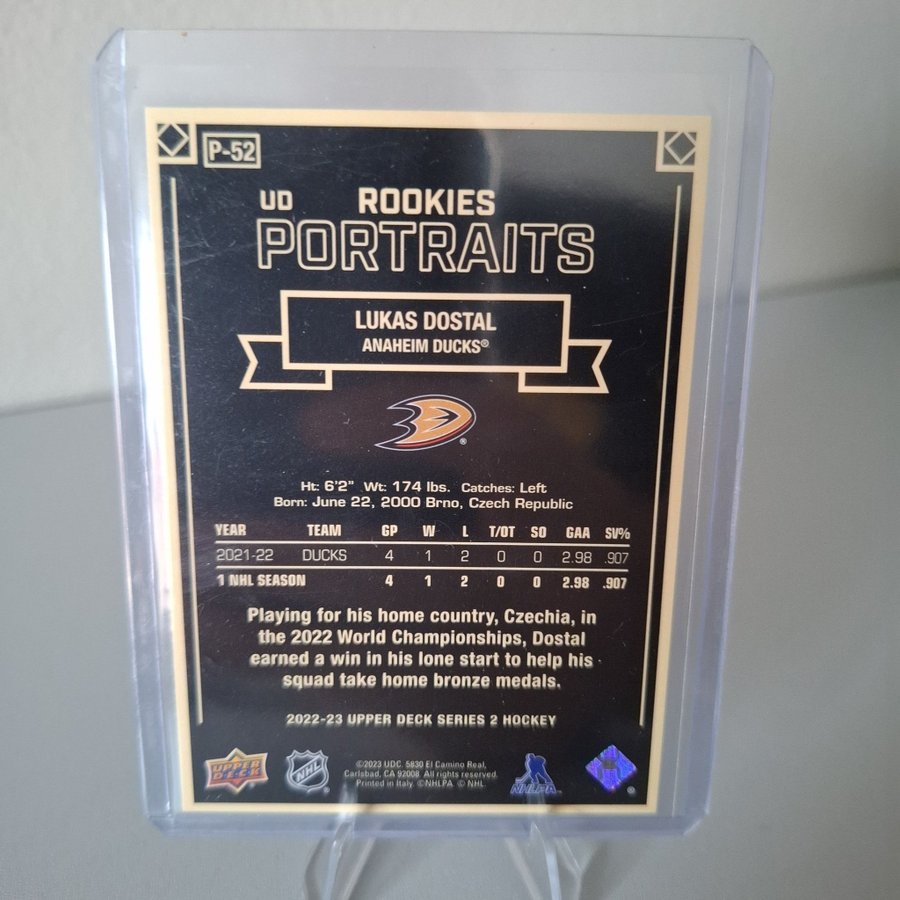 P-52
UD ROOKIES
PORTRAITS
LUKAS DOSTAL
ANAHEIM DUCKS®
®
Ht: 6'2" Wt: 174 lbs. Catches: Left
Born: June 22, 2000 Brno, Czech Republic
YEAR TEAM GP W L T/OT SO GAA SV%
2021-22 DUCKS 4 1 2 0 0 2.98 .907
1 NHL SEASON 4 1 2 0 0 2.98 .907
Playing for his home country, Czechia, in
the 2022 World Championships, Dostal
earned a win in his lone start to help his
squad take home bronze medals.
2022-23 UPPER DECK SERIES 2 HOCKEY
UPPER DECK
NHL
©2023 UDC. 5830 El Camino Real,
Carlsbad, CA 92008. All rights reserved.
Printed in Italy. ©NHLPA © NHL
NHLPA